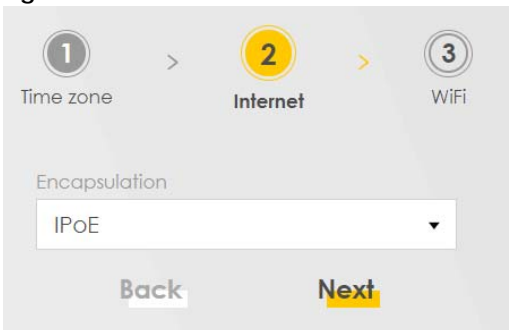 1 > 2 > 3
Time zone Internet WiFi
Encapsulation
IPoE
Back Next